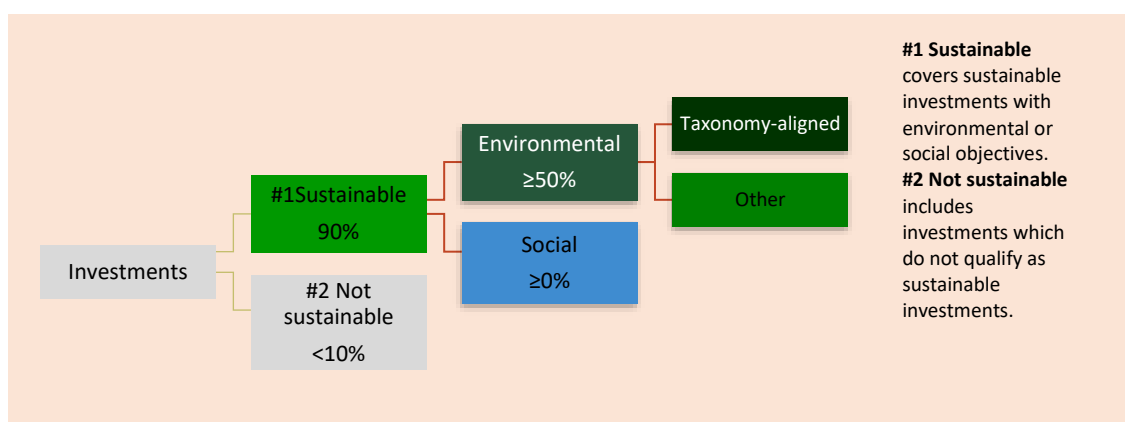 Investments
#1Sustainable
90%
#2 Not
sustainable
<10%
Environmental
≥50%
Social
≥0%
Taxonomy-aligned
Other
#1 Sustainable
covers sustainable
investments with
environmental or
social objectives.
#2 Not sustainable
includes
investments which
do not qualify as
sustainable
investments.